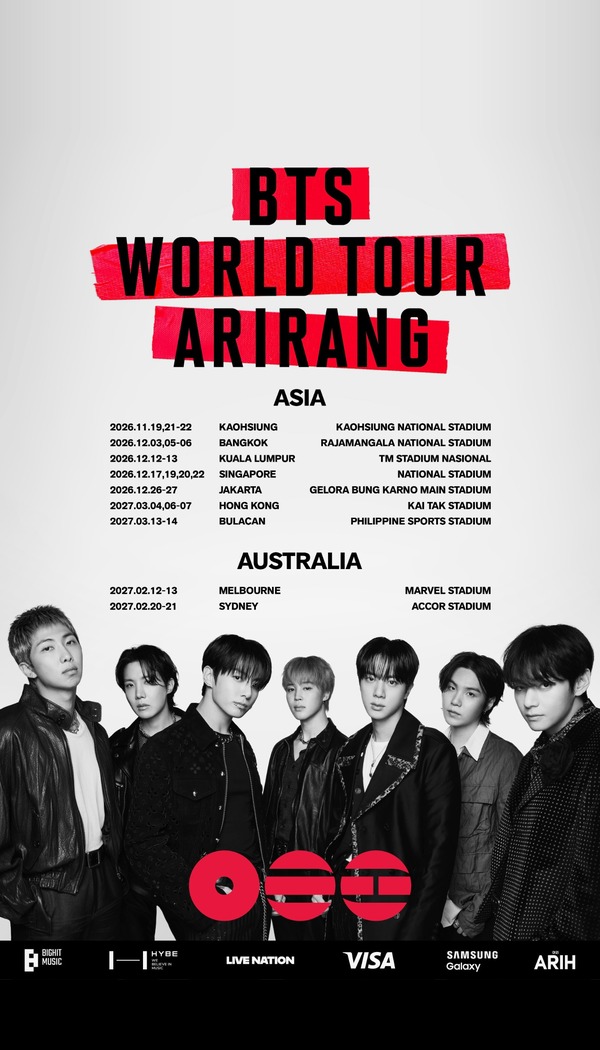 BTS
WORLD TOUR
ARIRANG
ASIA
2026.11.19,21-22 KAOHSIUNG KAOHSIUNG NATIONAL STADIUM
2026.12.03,05-06 BANGKOK RAJAMANGALA NATIONAL STADIUM
2026.12.12-13 KUALA LUMPUR TM STADIUM NASIONAL
2026.12.17,19,20,22 SINGAPORE NATIONAL STADIUM
2026.12.26-27 JAKARTA GELORA BUNG KARNO MAIN STADIUM
2027.03.04,06-07 HONG KONG KAI TAK STADIUM
2027.03.13-14 BULACAN PHILIPPINE SPORTS STADIUM
AUSTRALIA
2027.02.12-13 MELBOURNE MARVEL STADIUM
2027.02.20-21 SYDNEY ACCOR STADIUM
BIGHIT
MUSIC
HYBE
WE
BELIEVE IN
MUSIC
LIVE NATION
VISA
SAMSUNG
Galaxy
ARIH